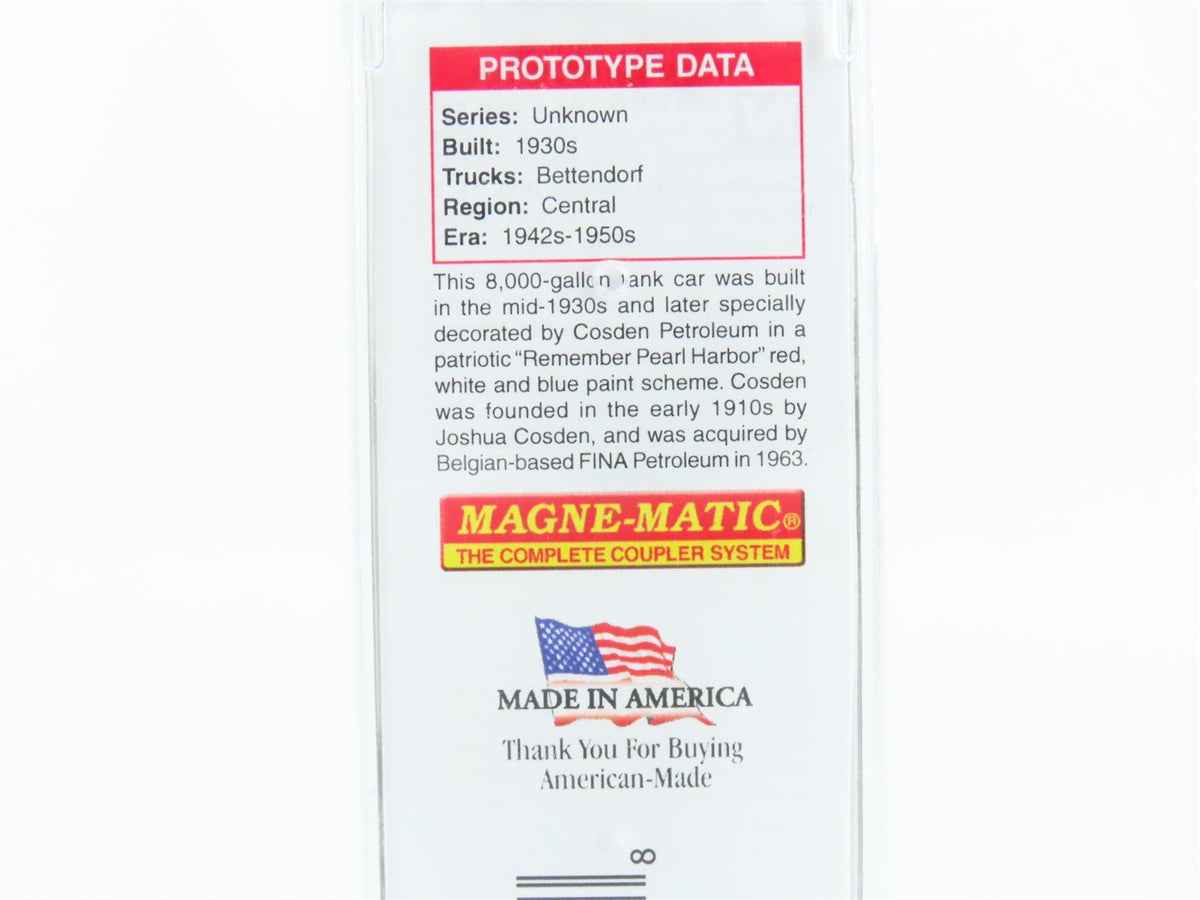 PROTOTYPE DATA
Series: Unknown
Built: 1930s
Trucks: Bettendorf
Region: Central
Era: 1942s-1950s
This 8,000-gallon tank car was built
in the mid-1930s and later specially
decorated by Cosden Petroleum in a
patriotic “Remember Pearl Harbor” red,
white and blue paint scheme. Cosden
was founded in the early 1910s by
Joshua Cosden, and was acquired by
Belgian-based FINA Petroleum in 1963.
MAGNE-MATIC®
THE COMPLETE COUPLER SYSTEM
MADE IN AMERICA
Thank You For Buying
American-Made
8